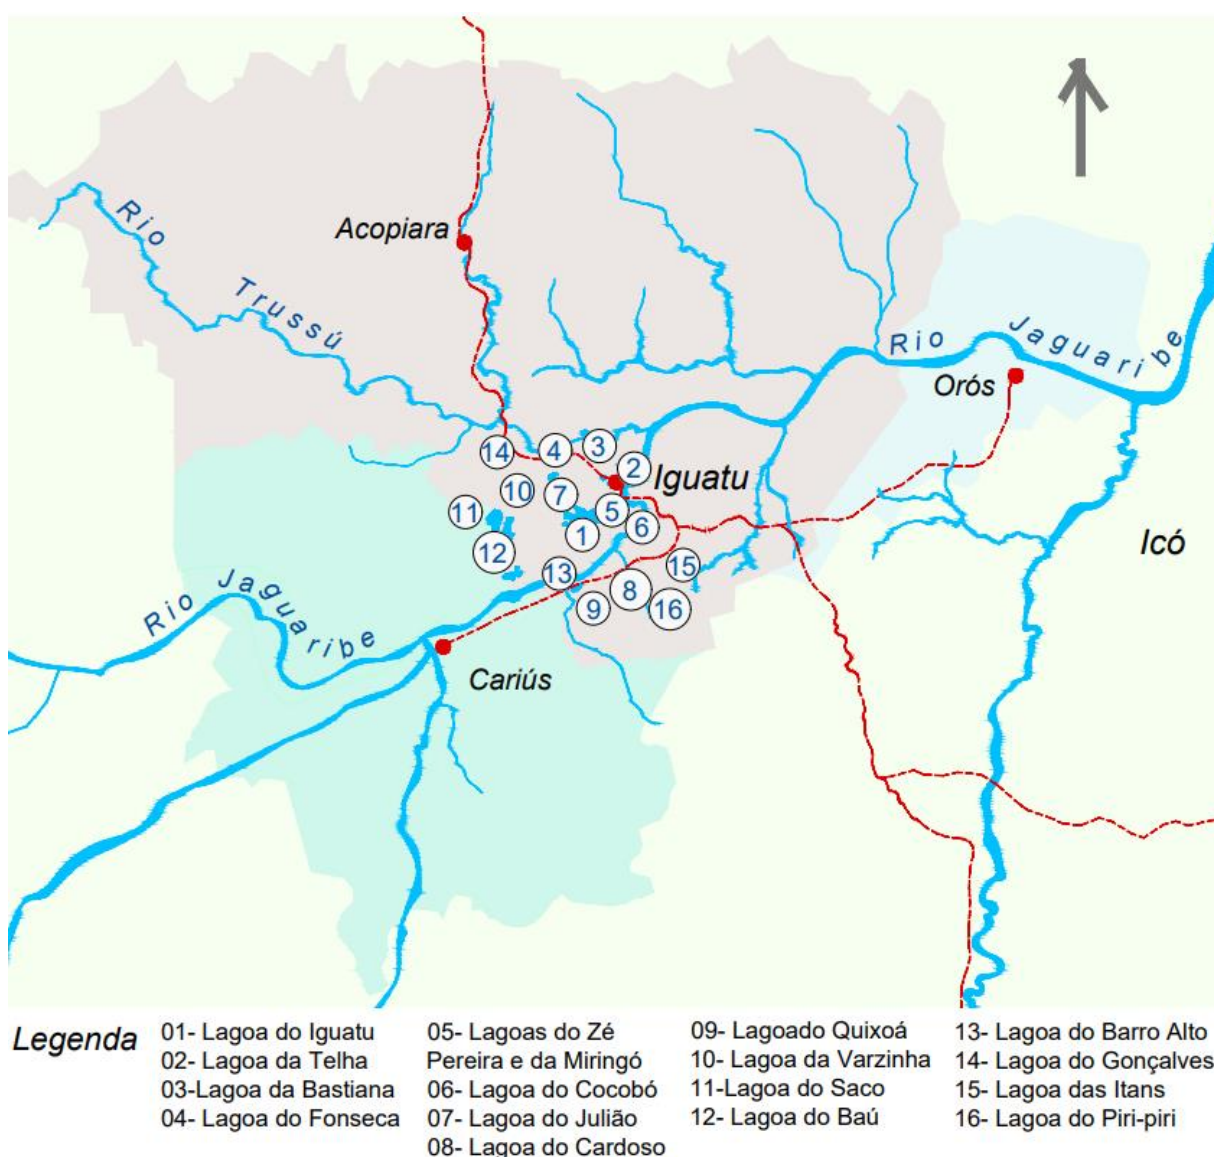 Rio
Acopiara
Trussú
Rio
Jaguaribe
Orós
14
4
3
2
Iguatu
10
7
11
5
6
1
Icó
12
15
13
8
9
16
Rio Jaguaribe
Cariús
Legenda
01- Lagoa do Iguatu
02- Lagoa da Telha
03-Lagoa da Bastiana
04- Lagoa do Fonseca
05- Lagoas do Zé
Pereira e da Miringó
06- Lagoa do Cocobó
07- Lagoa do Julião
08- Lagoa do Cardoso
09- Lagoado Quixoá
10- Lagoa da Varzinha
11-Lagoa do Saco
12- Lagoa do Baú
13- Lagoa do Barro Alto
14- Lagoa do Gonçalves
15- Lagoa das Itans
16- Lagoa do Piri-piri